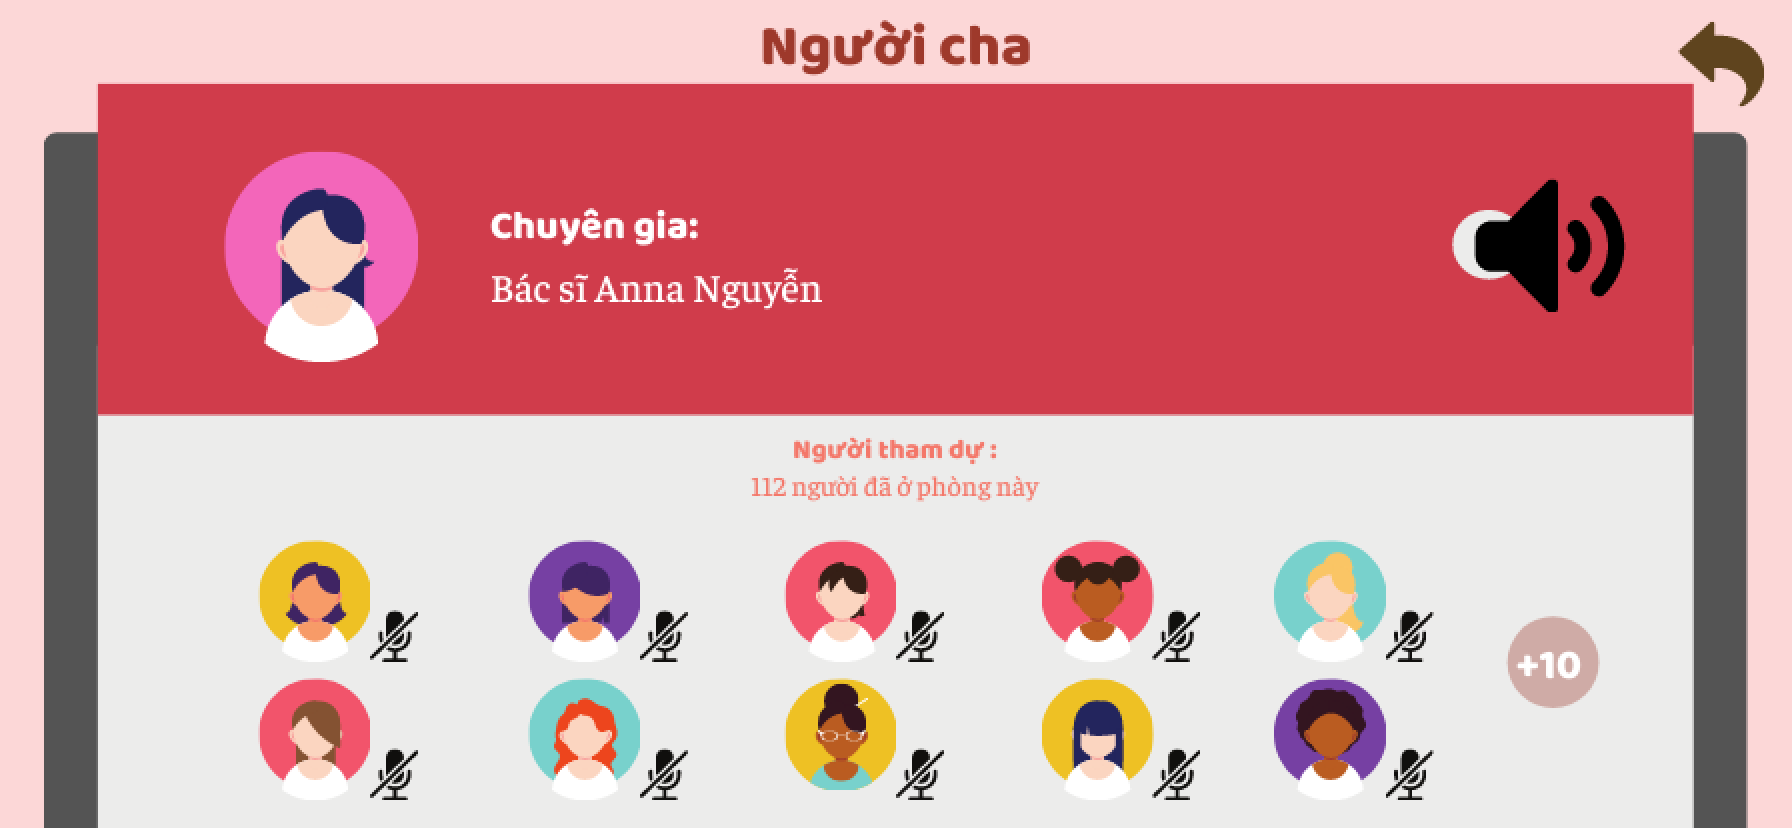 Người cha
Chuyên gia:
Bác sĩ Anna Nguyễn
Người tham dự :
112 người đã ở phòng này
+10